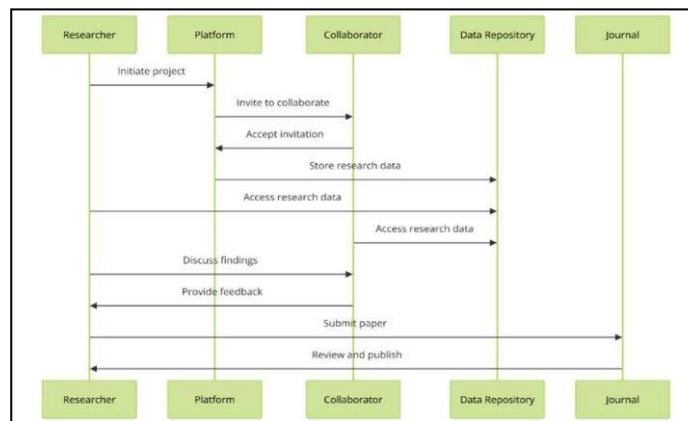 Researcher Platform Collaborator Data Repository Journal
Initiate project
Invite to collaborate
Accept invitation
Store research data
Access research data
Access research data
Discuss findings
Provide feedback
Submit paper
Review and publish
Researcher Platform Collaborator Data Repository Journal